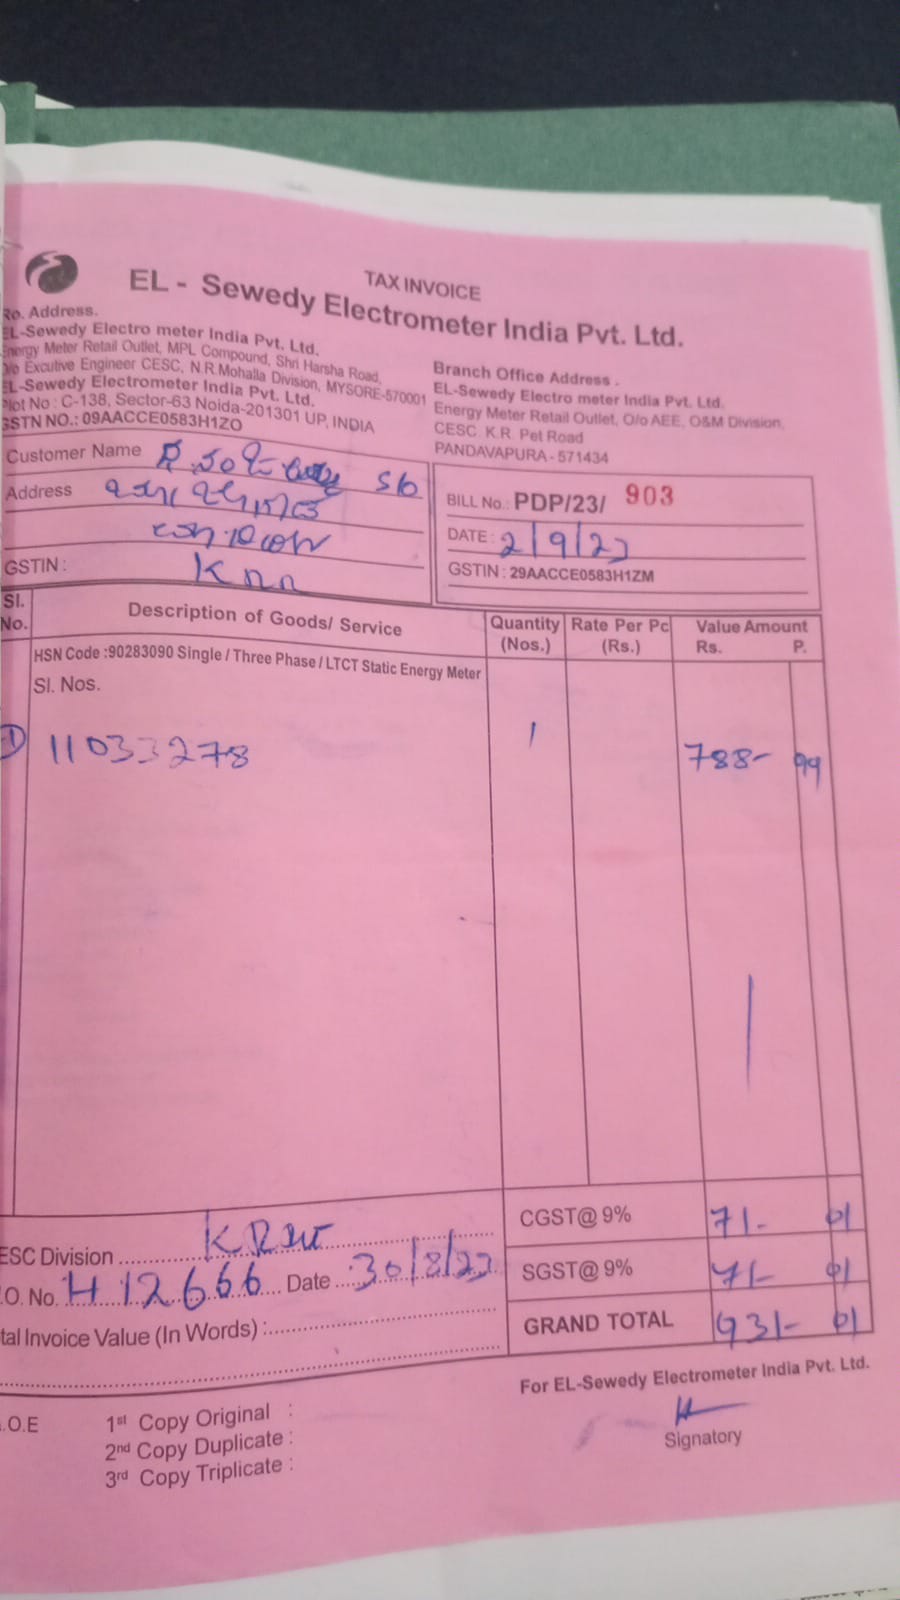 TAX INVOICE
EL - Sewedy Electrometer India Pvt. Ltd.
Ro. Address.
EL-Sewedy Electro meter India Pvt, Ltd.
Energy Meter Retail Outlet, MPL Compound, Shri Harsha Road,
O/o Excutive Engineer CESC, N.R.Mohalla Division, MYSORE-570001
EL-Sewedy Electrometer India Pvt. Ltd.
Plot No : C-138, Sector-63 Noida-201301 UP, INDIA
GSTN NO.: 09AACCE0583H1ZO
Branch Office Address .
EL-Sewedy Electro meter India Pvt. Ltd.
Energy Meter Retail Outlet, O/o AEE, O&M Division,
CESC. K.R. Pet Road
PANDAVAPURA - 571434
Customer Name
Address
GSTIN :
BILL No.: PDP/23/ 903
DATE : 2/9/23
GSTIN : 29AACCE0583H1ZM
Sl. No. Description of Goods/ Service Quantity (Nos.) Rate Per Pc (Rs.) Value Amount Rs. P.
HSN Code :90283090 Single / Three Phase / LTCT Static Energy Meter
Sl. Nos.
1 11033278 1 788- 99
CGST@ 9% 71- 01
ESC Division
SGST@ 9% 71- 01
.O. No. H 12666 Date 30/8/23
GRAND TOTAL 931- 01
tal Invoice Value (In Words) :
For EL-Sewedy Electrometer India Pvt. Ltd.
.O.E
1st Copy Original :
2nd Copy Duplicate :
3rd Copy Triplicate :
Signatory